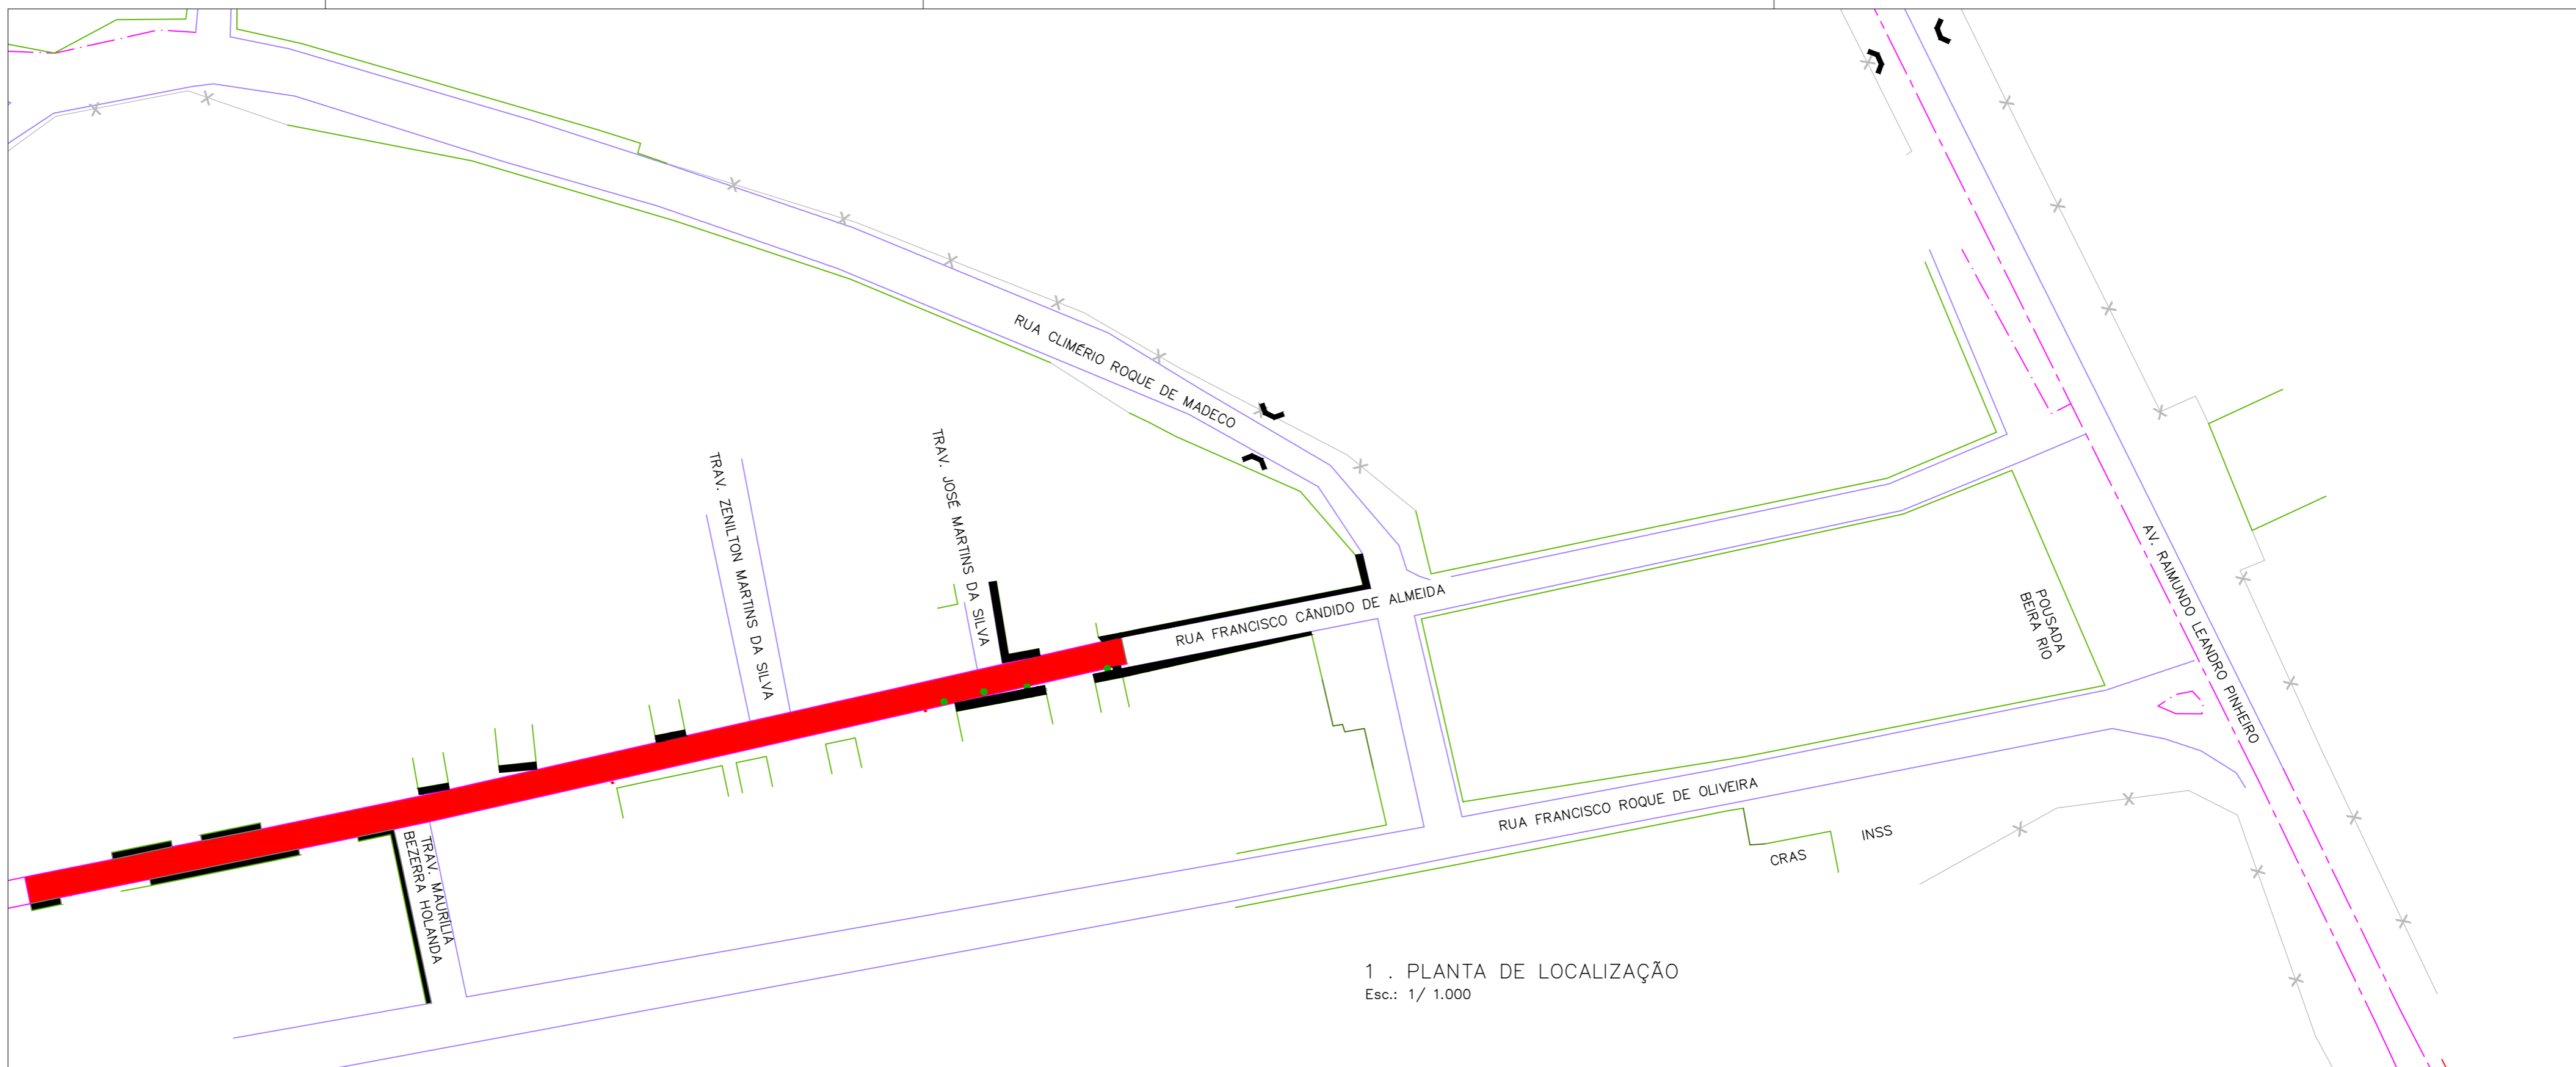 RUA CLIMÉRIO ROQUE DE MADECO
TRAV. ZENILTON MARTINS DA SILVA
TRAV. JOSÉ MARTINS DA SILVA
RUA FRANCISCO CÂNDIDO DE ALMEIDA
AV. RAIMUNDO LEANDRO PINHEIRO
POUSADA
BEIRA RIO
RUA FRANCISCO ROQUE DE OLIVEIRA
CRAS
INSS
TRAV. MAURILIA
BEZERRA HOLANDA
1 . PLANTA DE LOCALIZAÇÃO
Esc.: 1/ 1.000